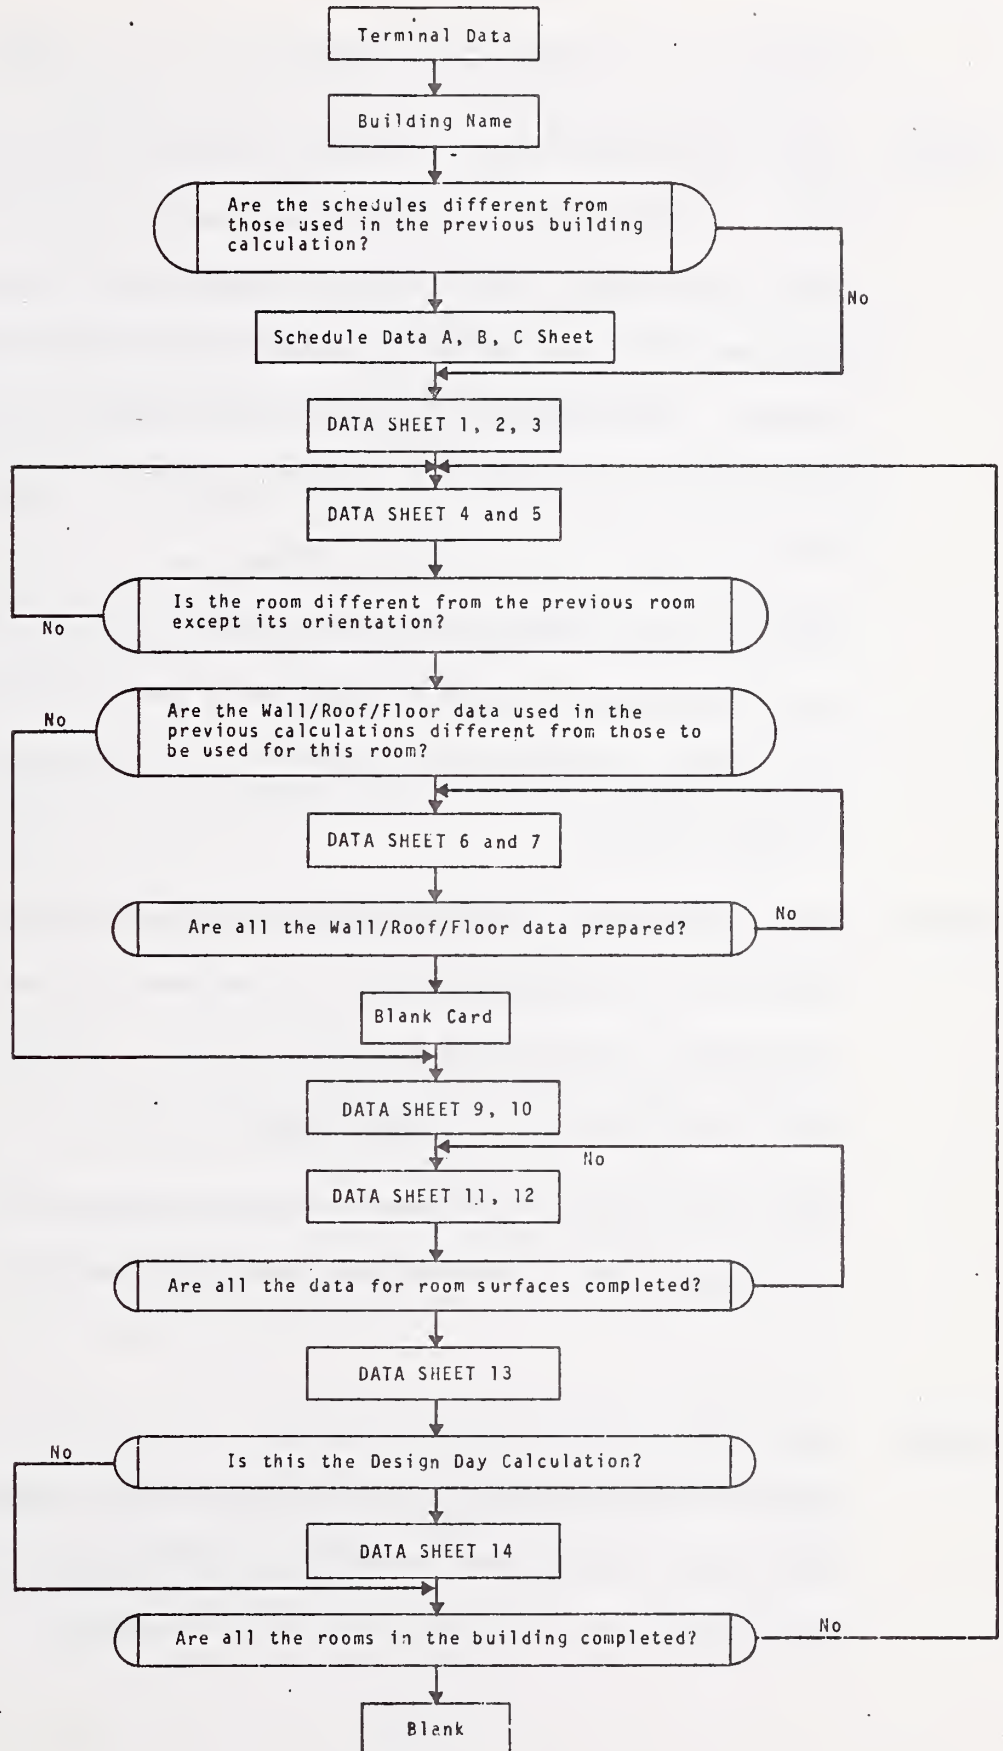 Terminal Data
Building Name
Are the schedules different from
those used in the previous building
calculation?
No
Schedule Data A, B, C Sheet
DATA SHEET 1, 2, 3
DATA SHEET 4 and 5
Is the room different from the previous room
except its orientation?
No
No
Are the Wall/Roof/Floor data used in the
previous calculations different from those to
be used for this room?
DATA SHEET 6 and 7
Are all the Wall/Roof/Floor data prepared?
No
Blank Card
DATA SHEET 9, 10
No
DATA SHEET 11, 12
Are all the data for room surfaces completed?
DATA SHEET 13
No
Is this the Design Day Calculation?
DATA SHEET 14
Are all the rooms in the building completed?
No
Blank